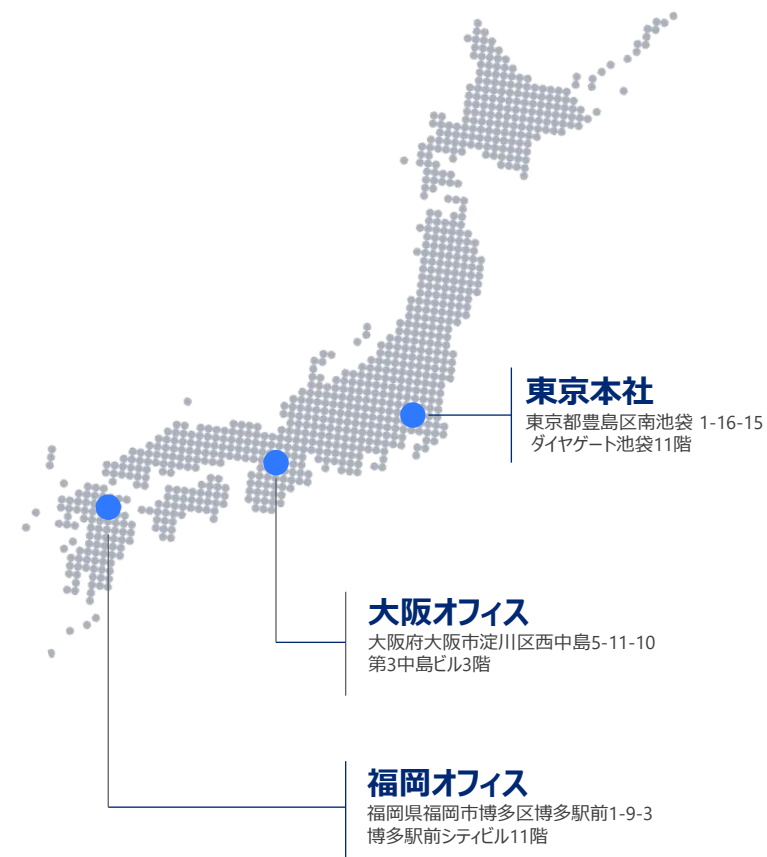 東京本社
東京都豊島区南池袋 1-16-15
ダイヤゲート池袋11階
大阪オフィス
大阪府大阪市淀川区西中島5-11-10
第3中島ビル3階
福岡オフィス
福岡県福岡市博多区博多駅前1-9-3
博多駅前シティビル11階